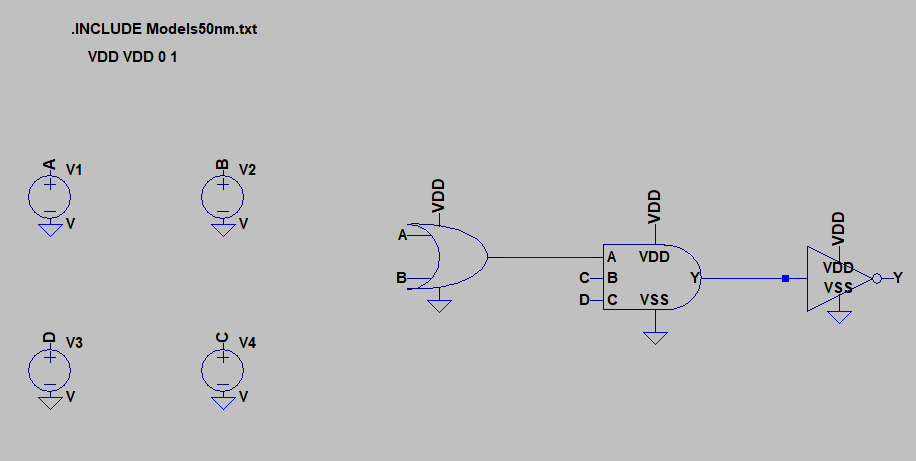 .INCLUDE Models50nm.txt
VDD VDD 0 1
A
V1
V
B
V2
V
D
V3
V
C
V4
V
VDD
A
B
VDD
A
VDD
C
B
Y
D
C
VSS
VDD
VDD
VSS
Y